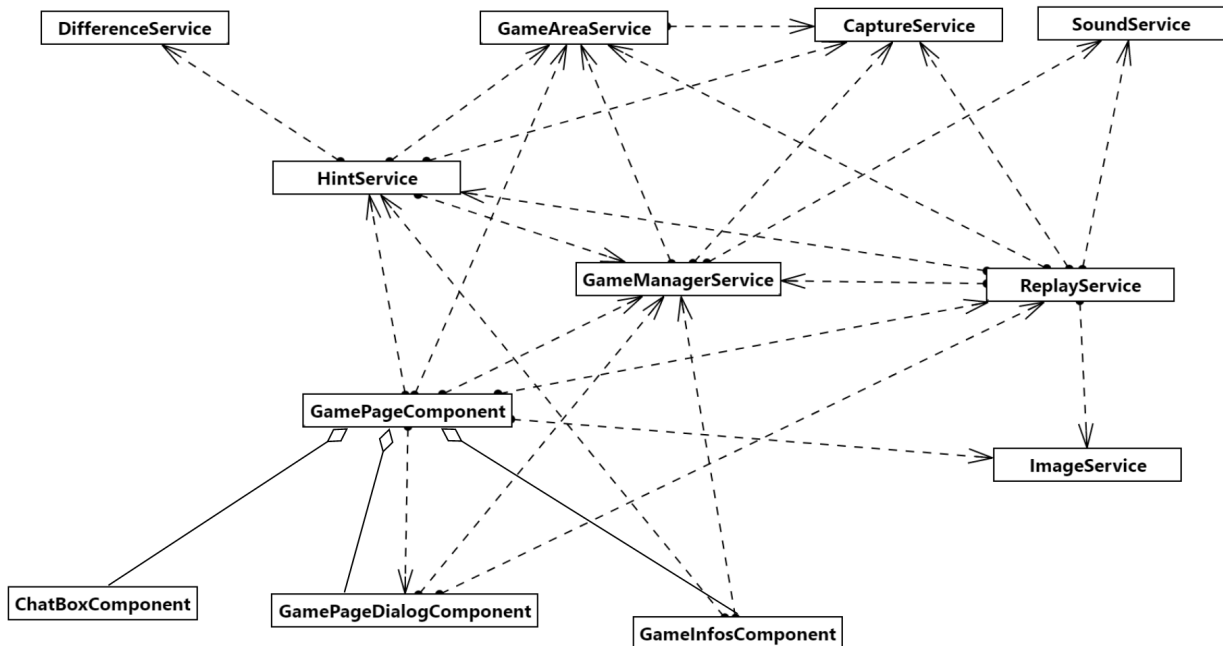 DifferenceService
GameAreaService
CaptureService
SoundService
HintService
GameManagerService
ReplayService
GamePageComponent
ImageService
ChatBoxComponent
GamePageDialogComponent
GameInfosComponent